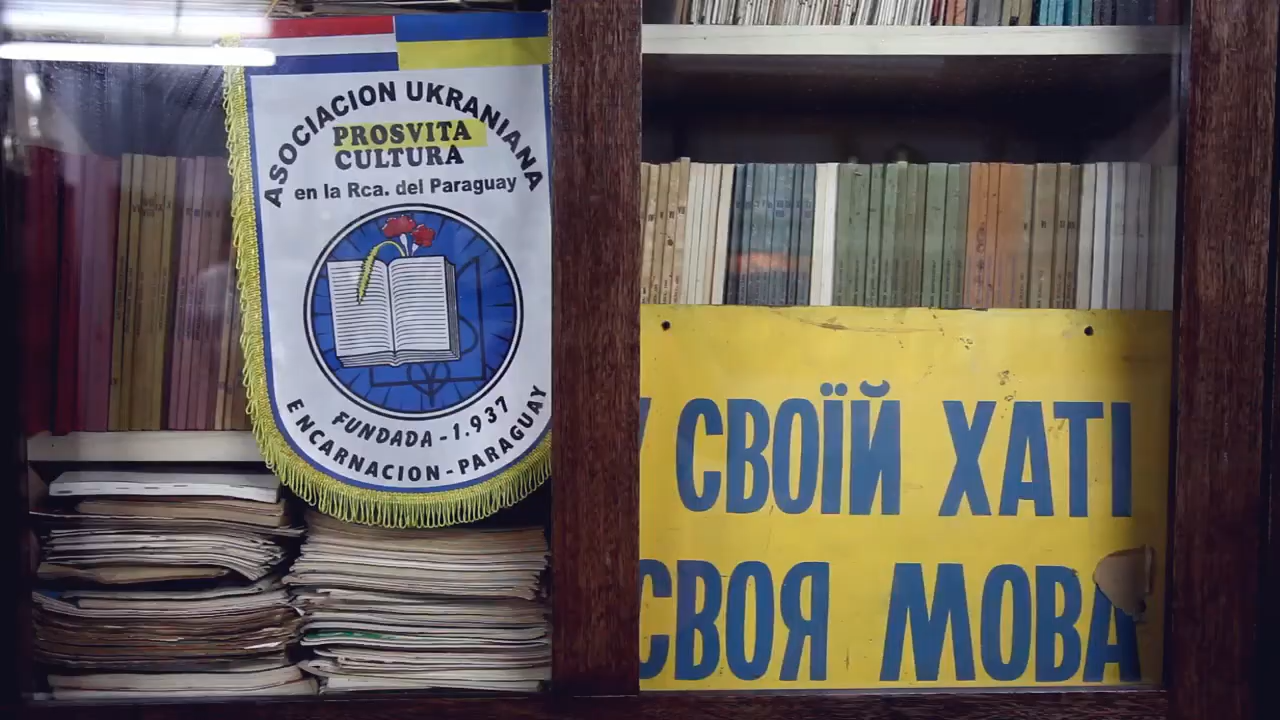 ASOCIACION UKRANIANA
PROSVITA
CULTURA
en la Rca. del Paraguay
FUNDADA - 1.937
ENCARNACION - PARAGUAY
У СВОЇЙ ХАТІ
СВОЯ МОВА